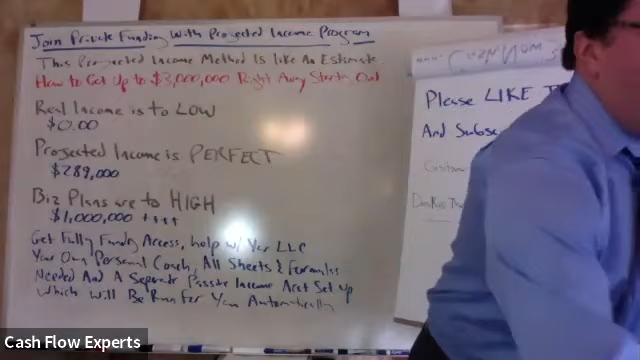 Join Private Funding With Projected Income Program
This Projected Income Method Is Like An Estimate.
How to Get Up to $3,000,000 Right Away Starting Out
Real Income is to LOW
$0.00
Projected Income is PERFECT
$289,000
Biz Plans are to HIGH
$1,000,000 ++++
Get Fully Fundg Access, help w/ Your LLC
Your Own Personal Coach, All Sheets & Formulas
Needed And A Separate Passive Income Acct Set Up
Which Will Be Run For You Automatically
Please LIKE
And Subsc
Cash Flow Experts